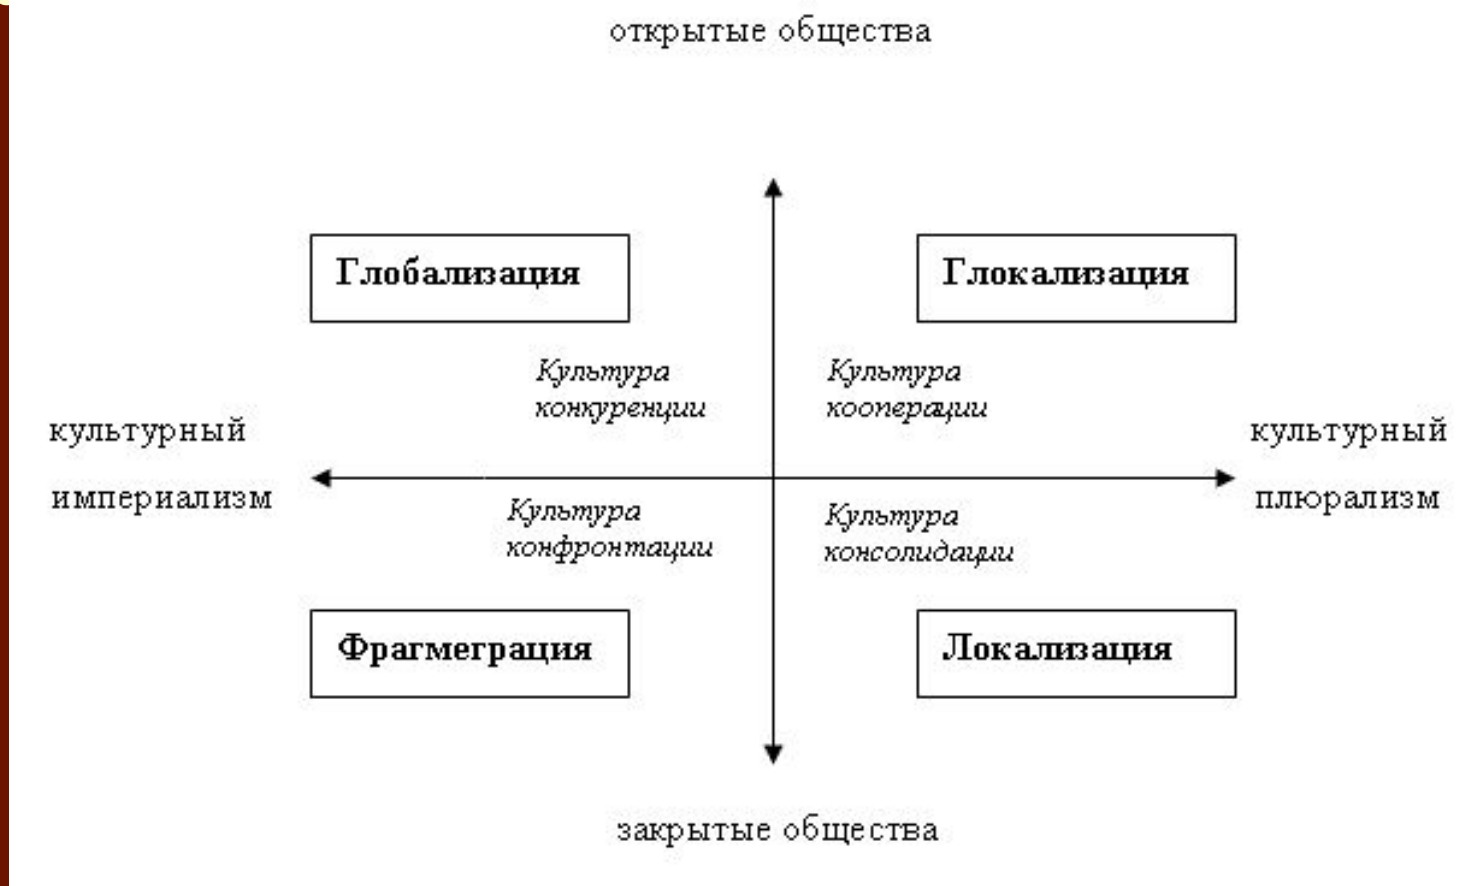 открытые общества
Глобализация
Глокализация
Культура
конкуренции
Культура
кооперации
культурный
империализм
культурный
плюрализм
Культура
конфронтации
Культура
консолидации
Фрагмеграция
Локализация
закрытые общества